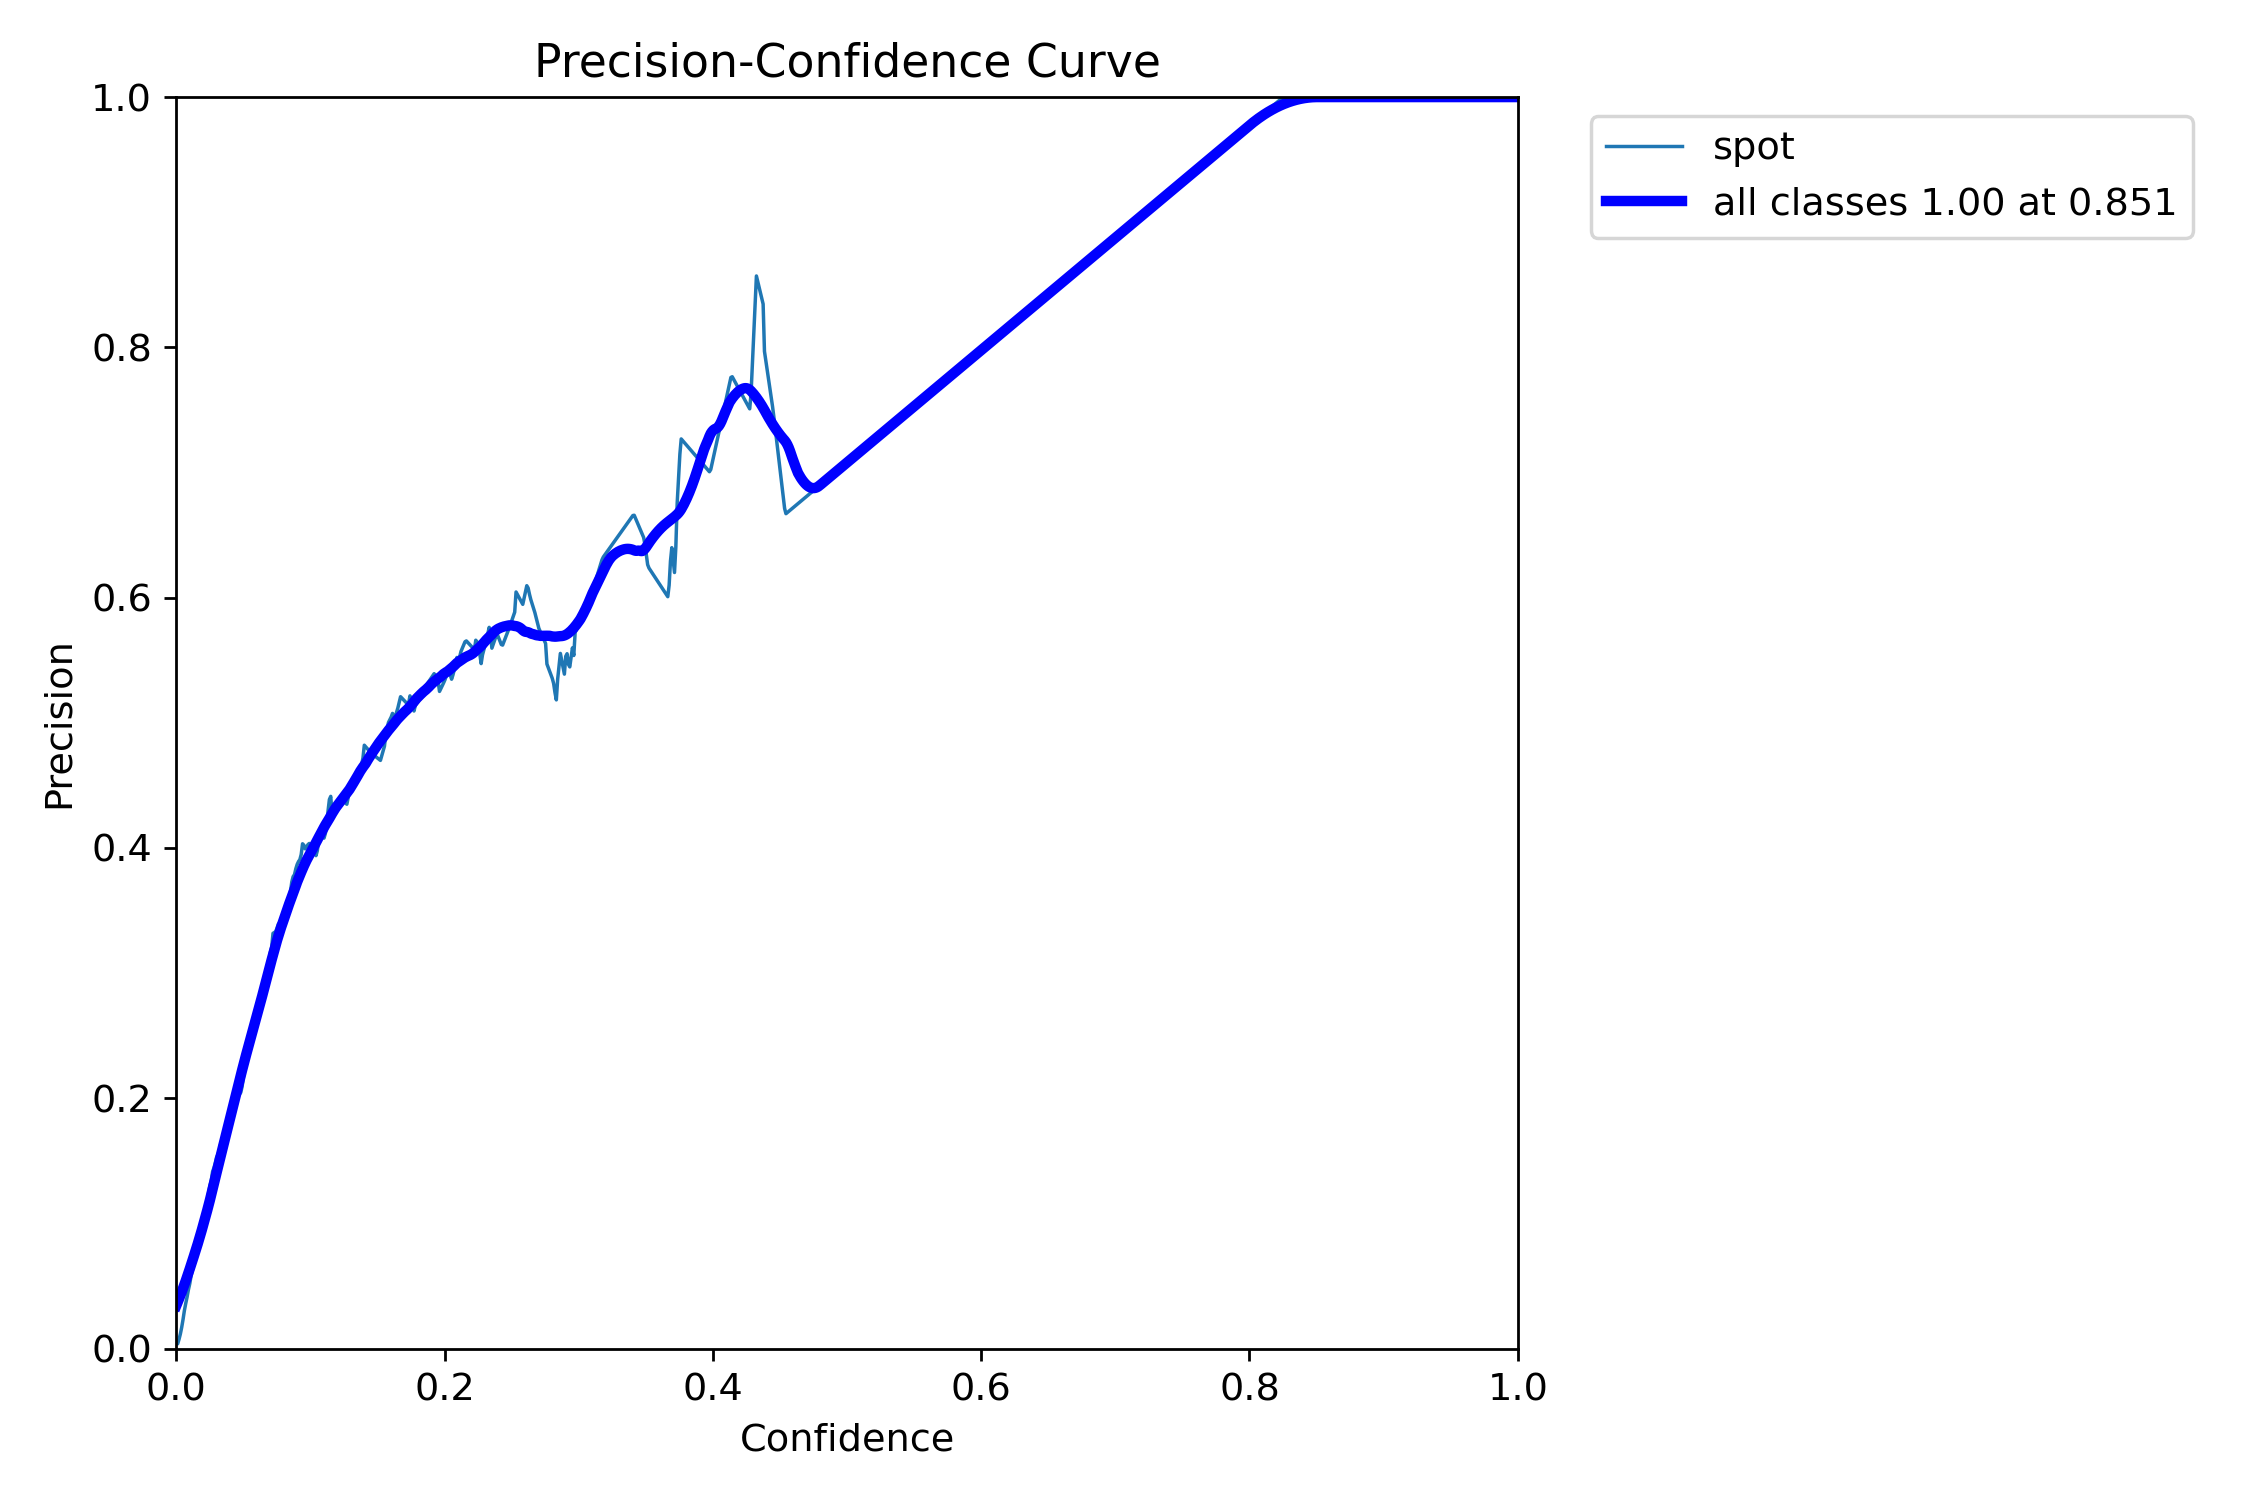 Precision-Confidence Curve
1.0
0.8
0.6
0.4
0.2
0.0
Precision
0.0 0.2 0.4 0.6 0.8 1.0
Confidence
spot
all classes 1.00 at 0.851